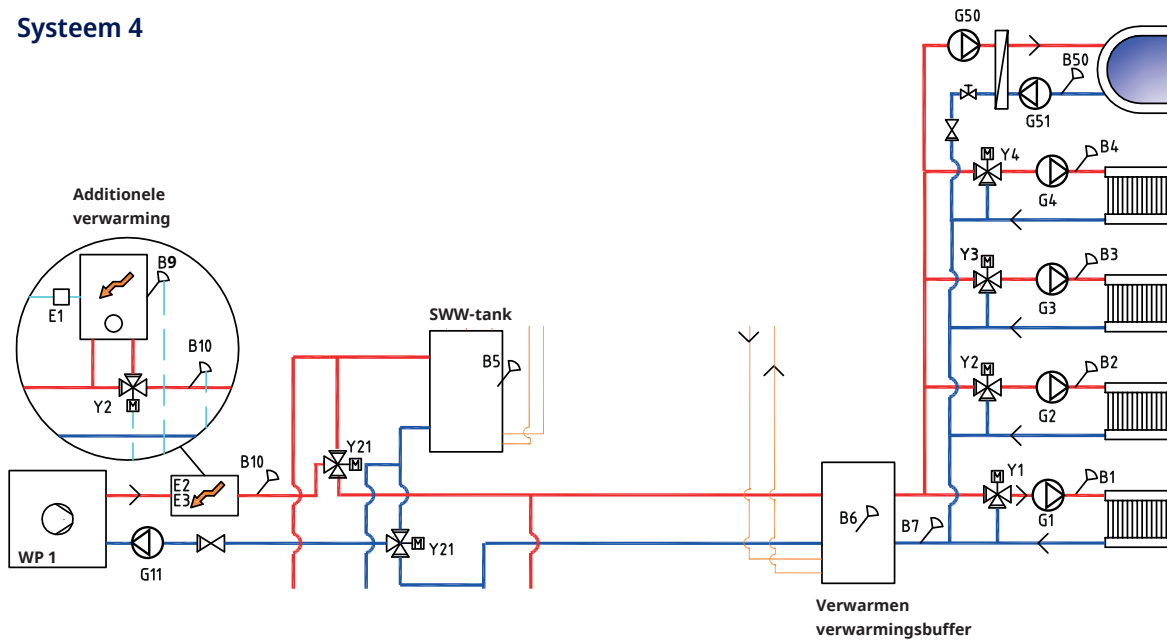 Systeem 4
G50
B50
G51
Y4
B4
G4
Additionele
verwarming
B9
E1
B10
Y2
Y3
B3
G3
SWW-tank
B5
Y2
B2
G2
Y21
B10
E2
E3
WP 1
G11
Y21
B6
B7
Y1
B1
G1
M
M
M
M
M
M
M
Verwarmen
verwarmingsbuffer